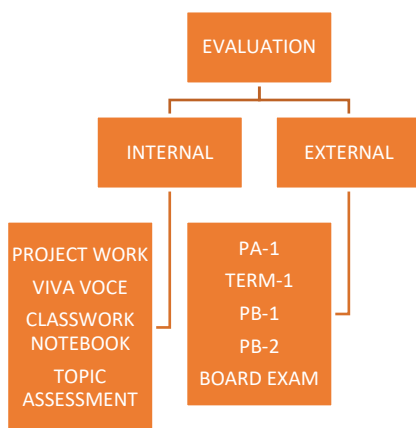 EVALUATION
INTERNAL
EXTERNAL
PROJECT WORK
VIVA VOCE
CLASSWORK
NOTEBOOK
TOPIC
ASSESSMENT
PA-1
TERM-1
PB-1
PB-2
BOARD EXAM